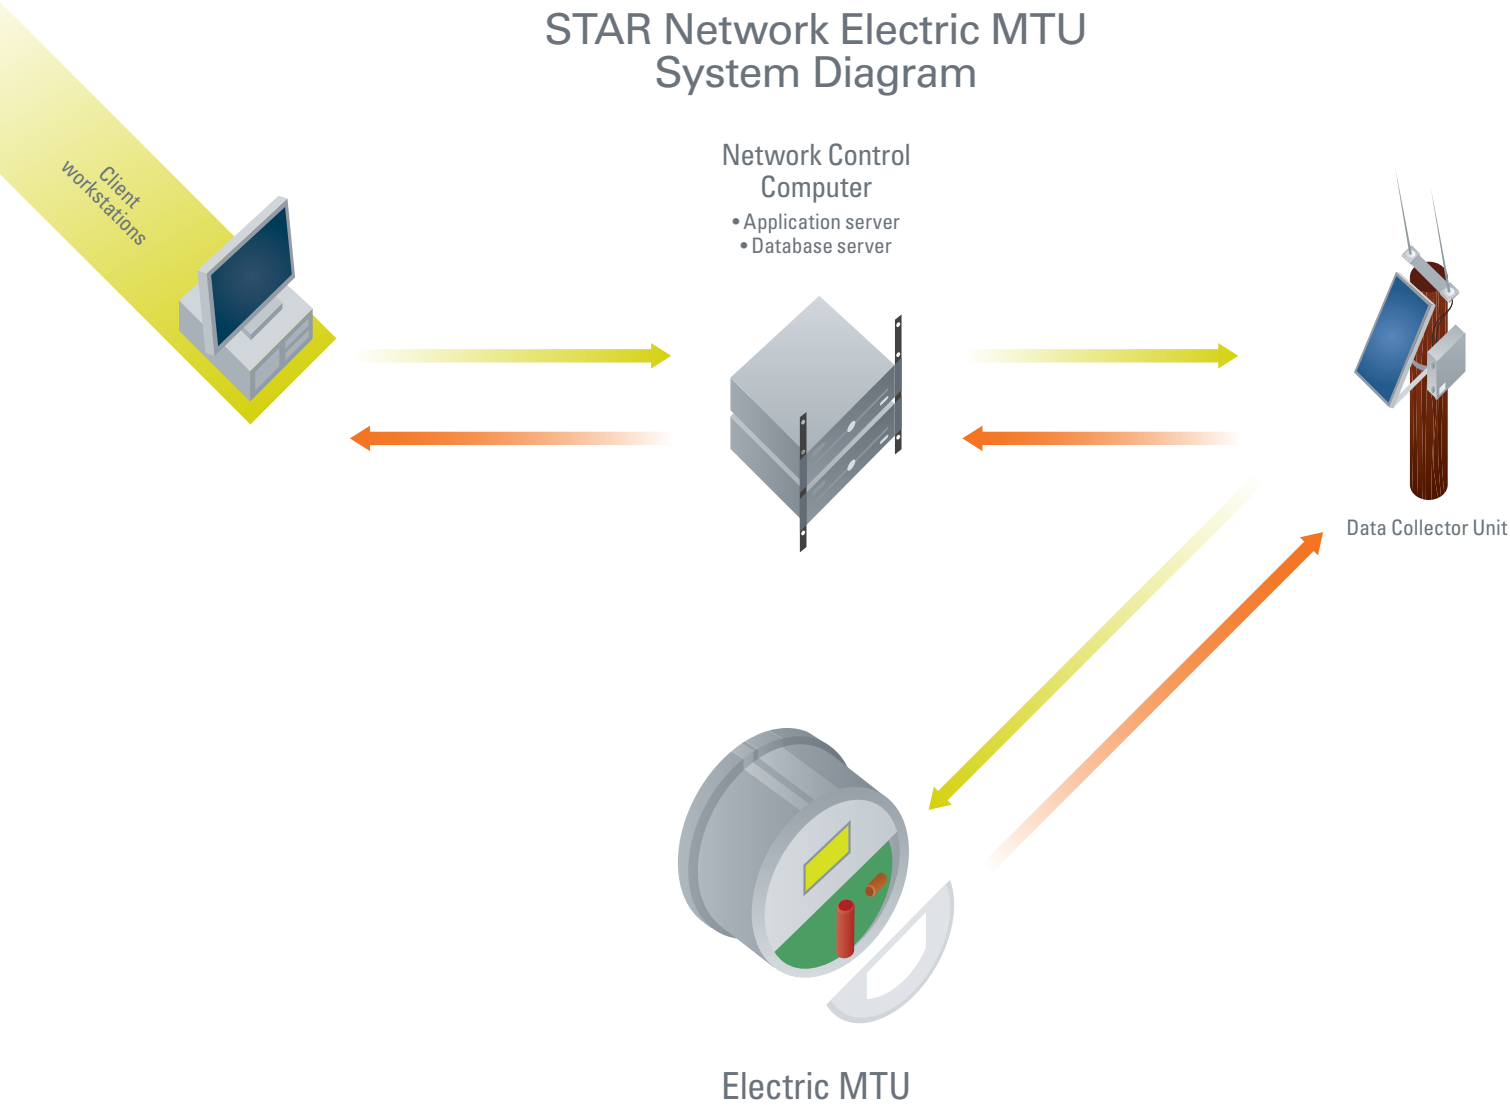 STAR Network Electric MTU
System Diagram
Client
workstations
Network Control
Computer
• Application server
• Database server
Data Collector Unit
Electric MTU